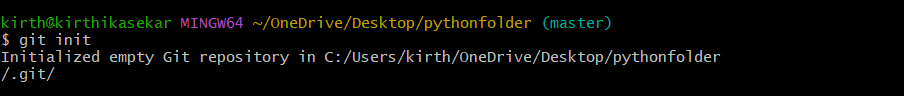 kirth@kirthikasekar MINGW64 ~/OneDrive/Desktop/pythonfolder (master)
$ git init
Initialized empty Git repository in C:/Users/kirth/OneDrive/Desktop/pythonfolder
/.git/